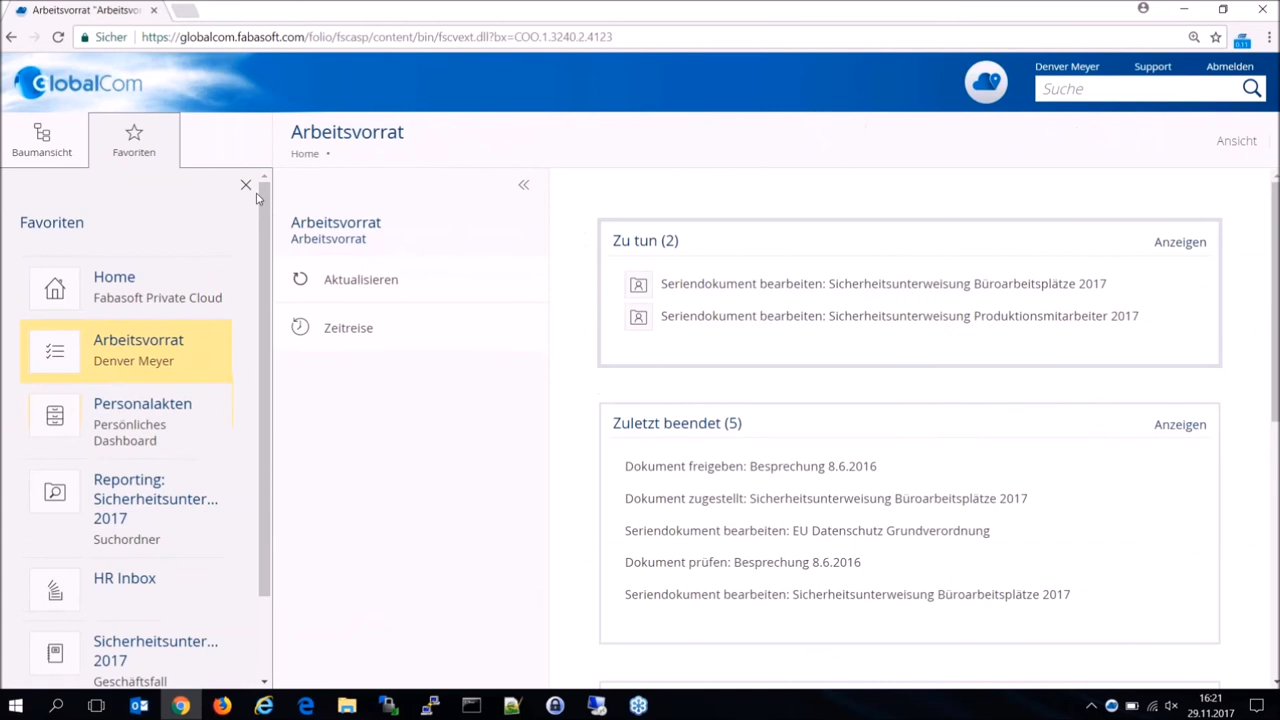 Arbeitsvorrat "Arbeitsvo
Sicher
https://globalcom.fabasoft.com/folio/fscasp/content/bin/fscvext.dll?bx=COO.1.3240.2.4123
0.11
GlobalCom
Denver Meyer
Support
Abmelden
Suche
Baumansicht
Favoriten
Arbeitsvorrat
Home
Ansicht
Favoriten
Home
Fabasoft Private Cloud
Arbeitsvorrat
Denver Meyer
Personalakten
Persönliches
Dashboard
Reporting:
Sicherheitsunter...
2017
Suchordner
HR Inbox
Sicherheitsunter...
2017
Geschäftsfall
Arbeitsvorrat
Arbeitsvorrat
Aktualisieren
Zeitreise
Zu tun (2)
Anzeigen
Seriendokument bearbeiten: Sicherheitsunterweisung Büroarbeitsplätze 2017
Seriendokument bearbeiten: Sicherheitsunterweisung Produktionsmitarbeiter 2017
Zuletzt beendet (5)
Anzeigen
Dokument freigeben: Besprechung 8.6.2016
Dokument zugestellt: Sicherheitsunterweisung Büroarbeitsplätze 2017
Seriendokument bearbeiten: EU Datenschutz Grundverordnung
Dokument prüfen: Besprechung 8.6.2016
Seriendokument bearbeiten: Sicherheitsunterweisung Büroarbeitsplätze 2017
16:21
29.11.2017